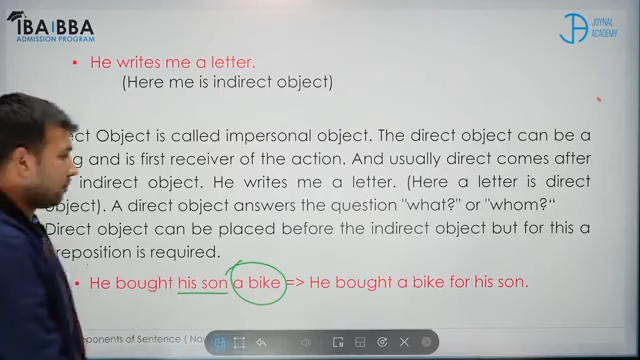 IBA|BBA
ADMISSION PROGRAM
JOYNAL
ACADEMY
▪ He writes me a letter.
(Here me is indirect object)
ect Object is called impersonal object. The direct object can be a
g and is first receiver of the action. And usually direct comes after
indirect object. He writes me a letter. (Here a letter is direct
object). A direct object answers the question "what?" or "whom?"
Direct object can be placed before the indirect object but for this a
preposition is required.
▪ He bought his son a bike => He bought a bike for his son.
ponents of Sentence